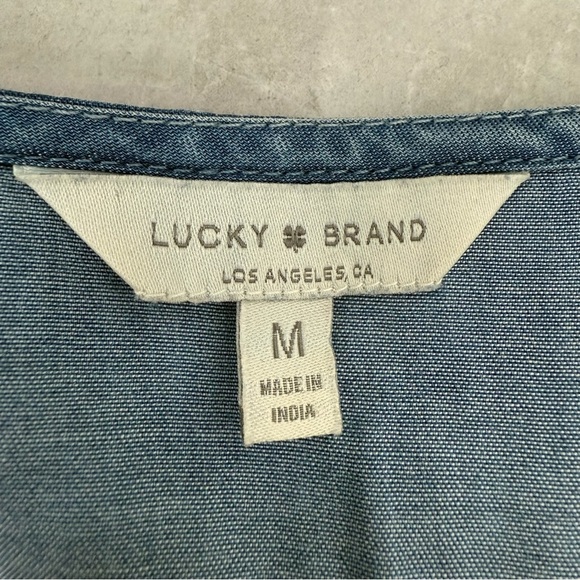 LUCKY BRAND
LOS ANGELES, CA
M
MADE IN
INDIA